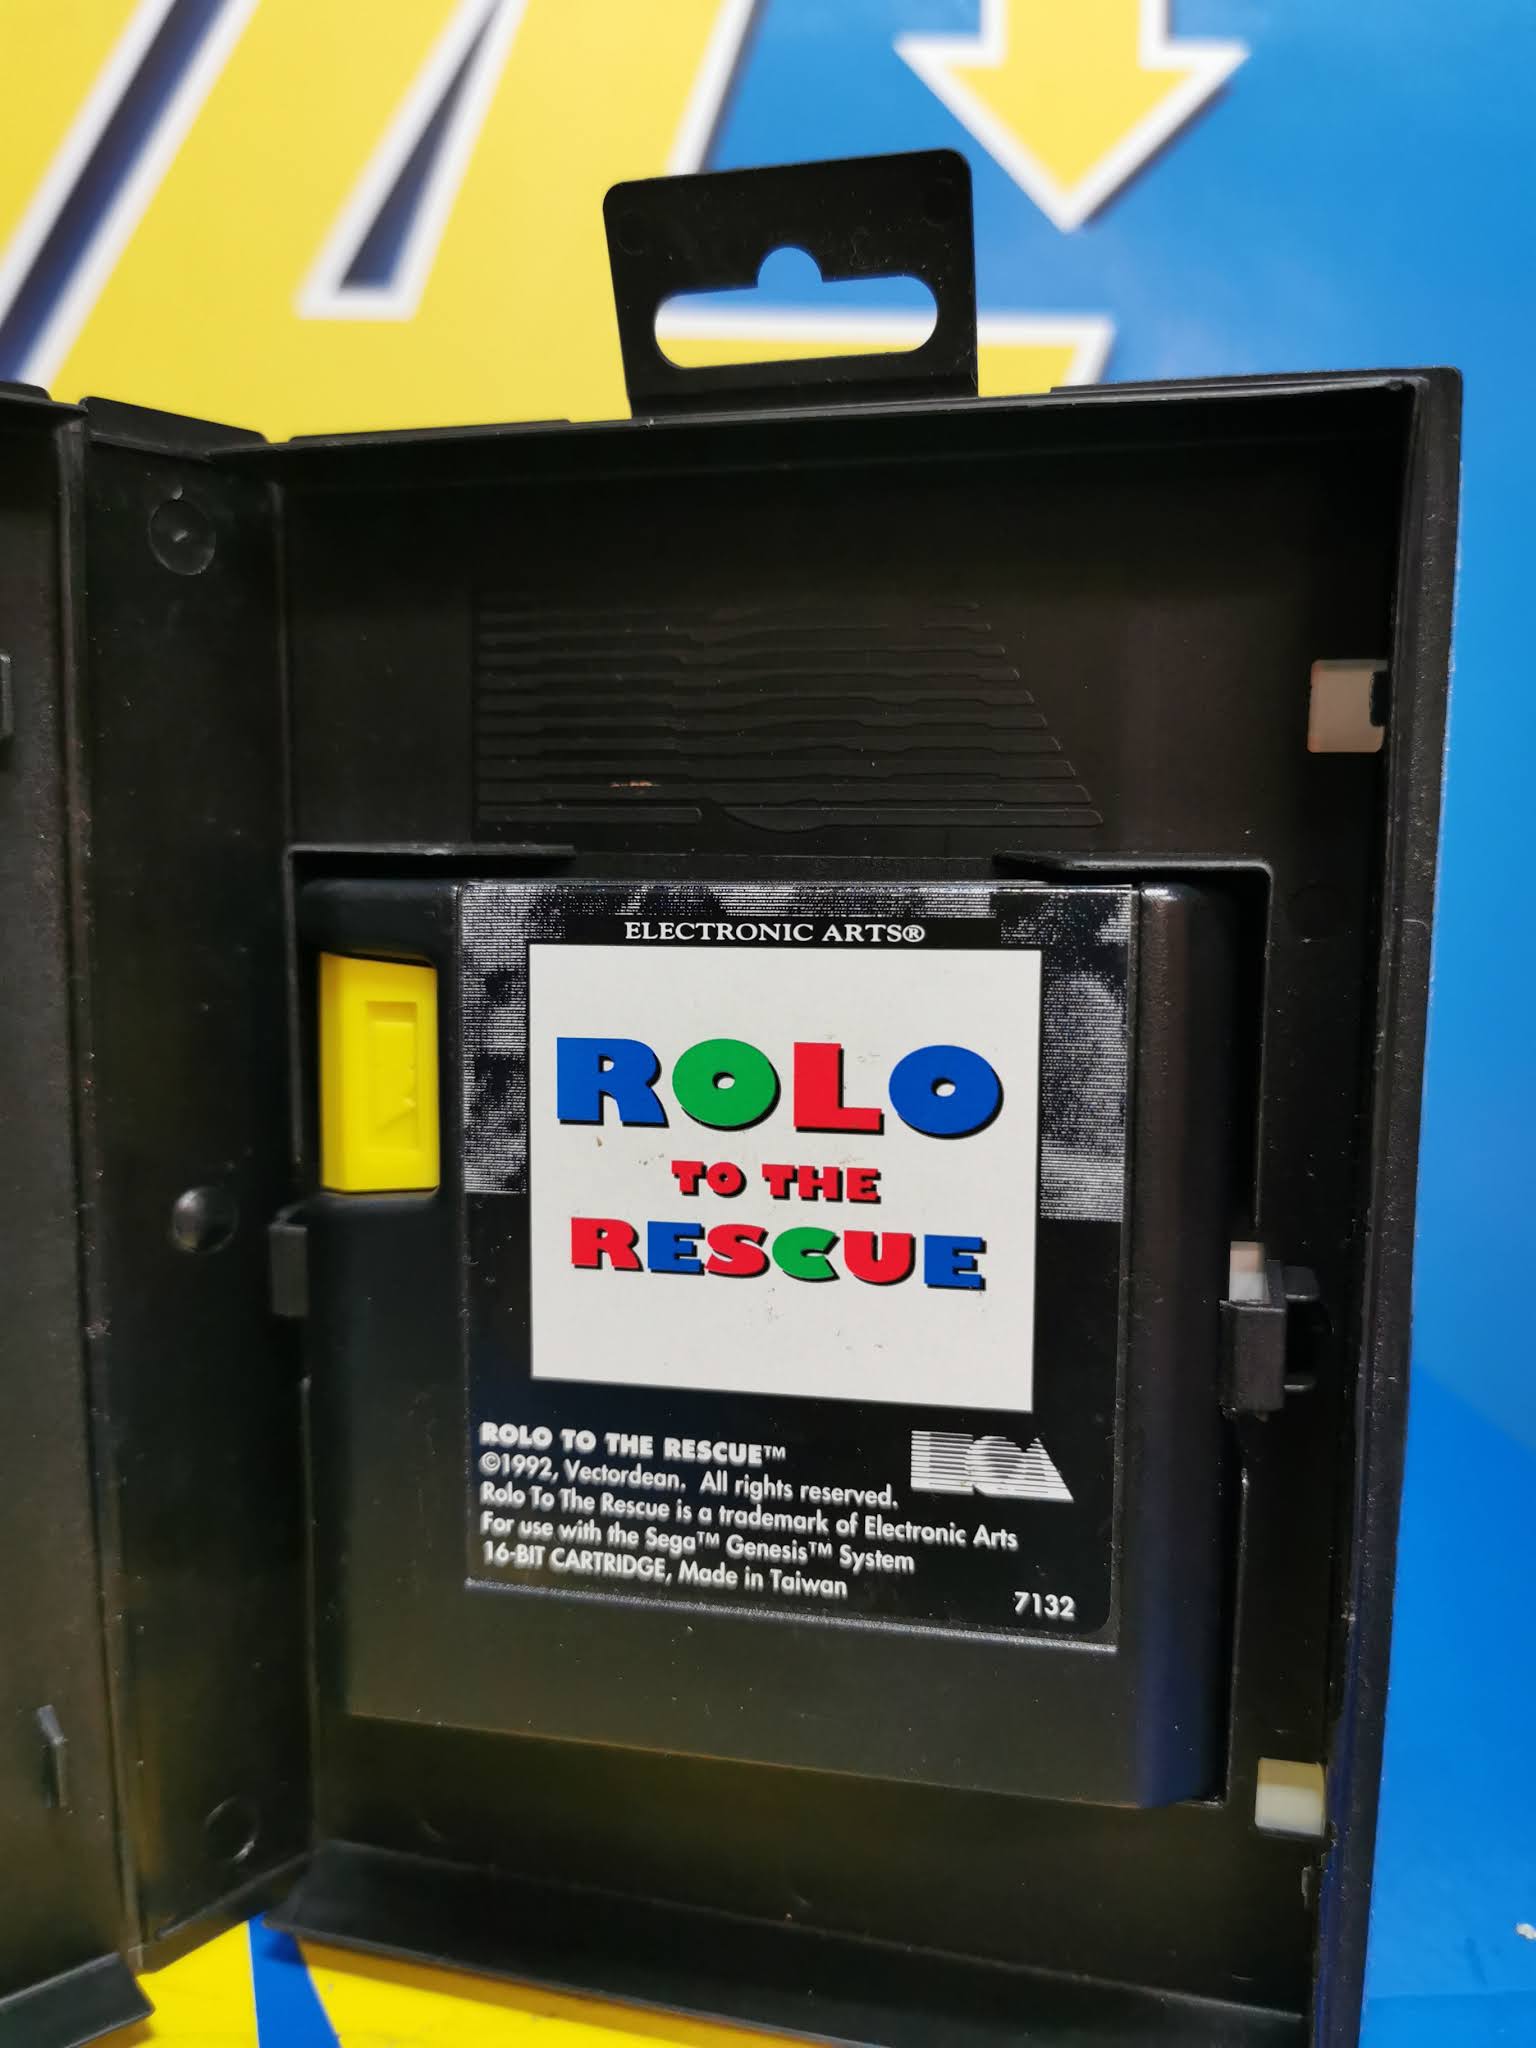 ELECTRONIC ARTS®
ROLO
TO THE
RESCUE
ROLO TO THE RESCUE™
©1992, Vectordean. All rights reserved.
Rolo To The Rescue is a trademark of Electronic Arts
For use with the Sega™ Genesis™ System
16-BIT CARTRIDGE, Made in Taiwan
7132